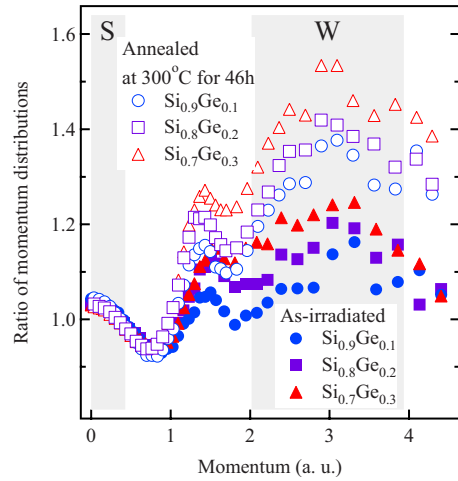 S
W
Annealed
at 300°C for 46h
Si0.9Ge0.1
Si0.8Ge0.2
Si0.7Ge0.3
As-irradiated
Si0.9Ge0.1
Si0.8Ge0.2
Si0.7Ge0.3
Ratio of momentum distributions
1.6
1.4
1.2
1.0
0.8
0
1
2
3
4
Momentum (a. u.)